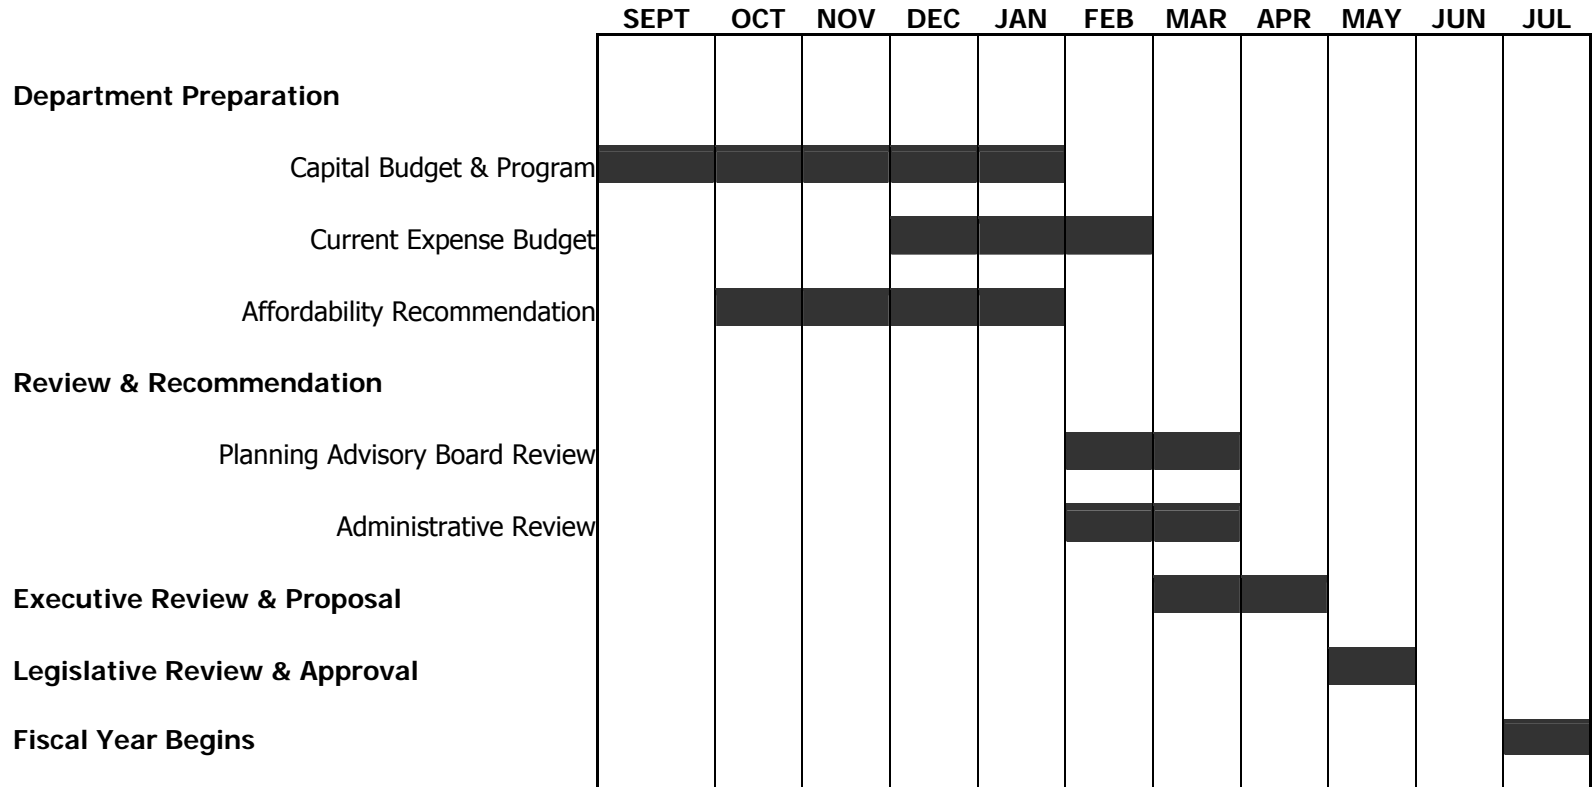 SEPT OCT NOV DEC JAN FEB MAR APR MAY JUN JUL
Department Preparation
Capital Budget & Program
Current Expense Budget
Affordability Recommendation
Review & Recommendation
Planning Advisory Board Review
Administrative Review
Executive Review & Proposal
Legislative Review & Approval
Fiscal Year Begins